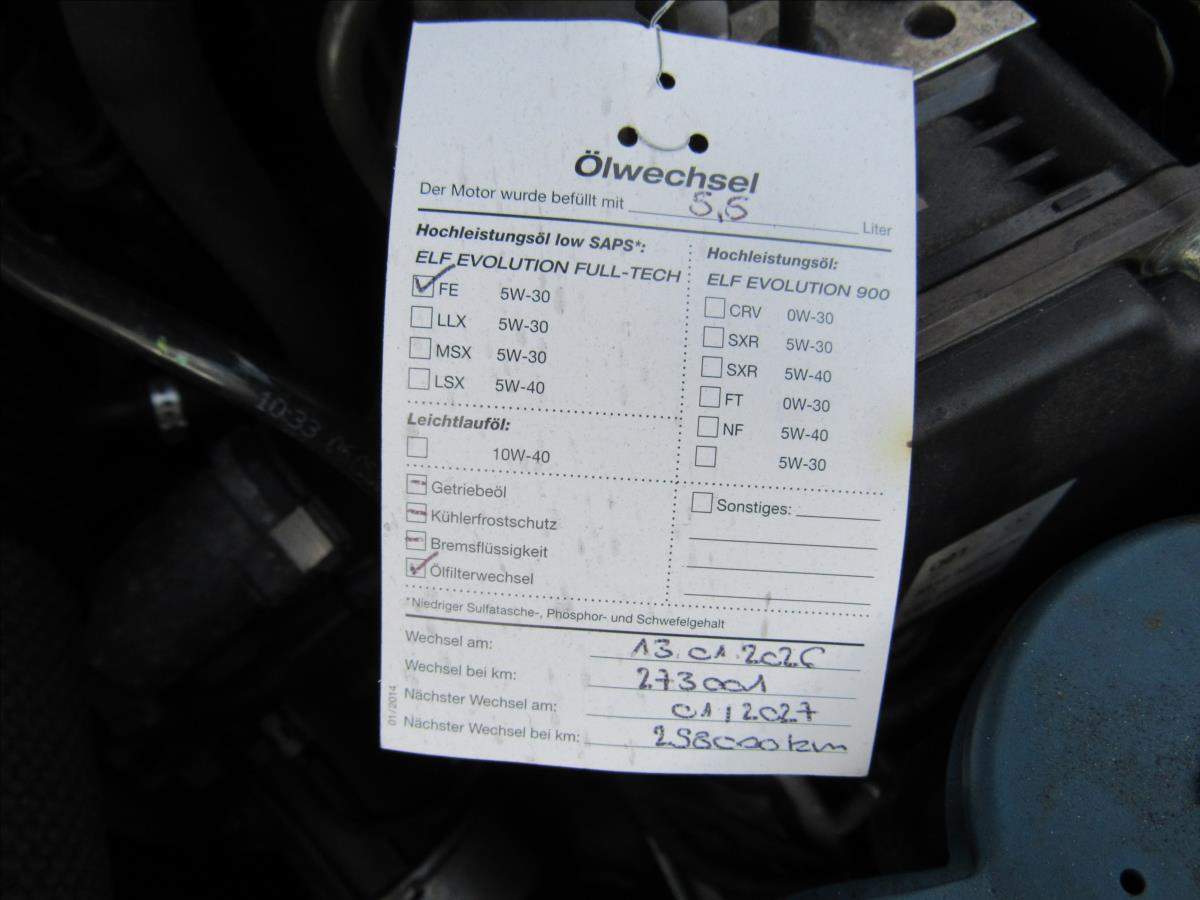 Ölwechsel
Der Motor wurde befüllt mit 5,5 Liter
Hochleistungsöl low SAPS*:
ELF EVOLUTION FULL-TECH
FE 5W-30
LLX 5W-30
MSX 5W-30
LSX 5W-40
Leichtlauföl:
10W-40
Getriebeöl
Kühlerfrostschutz
Bremsflüssigkeit
Ölfilterwechsel
Hochleistungsöl:
ELF EVOLUTION 900
CRV 0W-30
SXR 5W-30
SXR 5W-40
FT 0W-30
NF 5W-40
5W-30
Sonstiges:
*Niedriger Sulfatasche-, Phosphor- und Schwefelgehalt
Wechsel am: 13.01.2026
Wechsel bei km: 273001
Nächster Wechsel am: 01/2027
Nächster Wechsel bei km: 298000km
01/2014
10:33